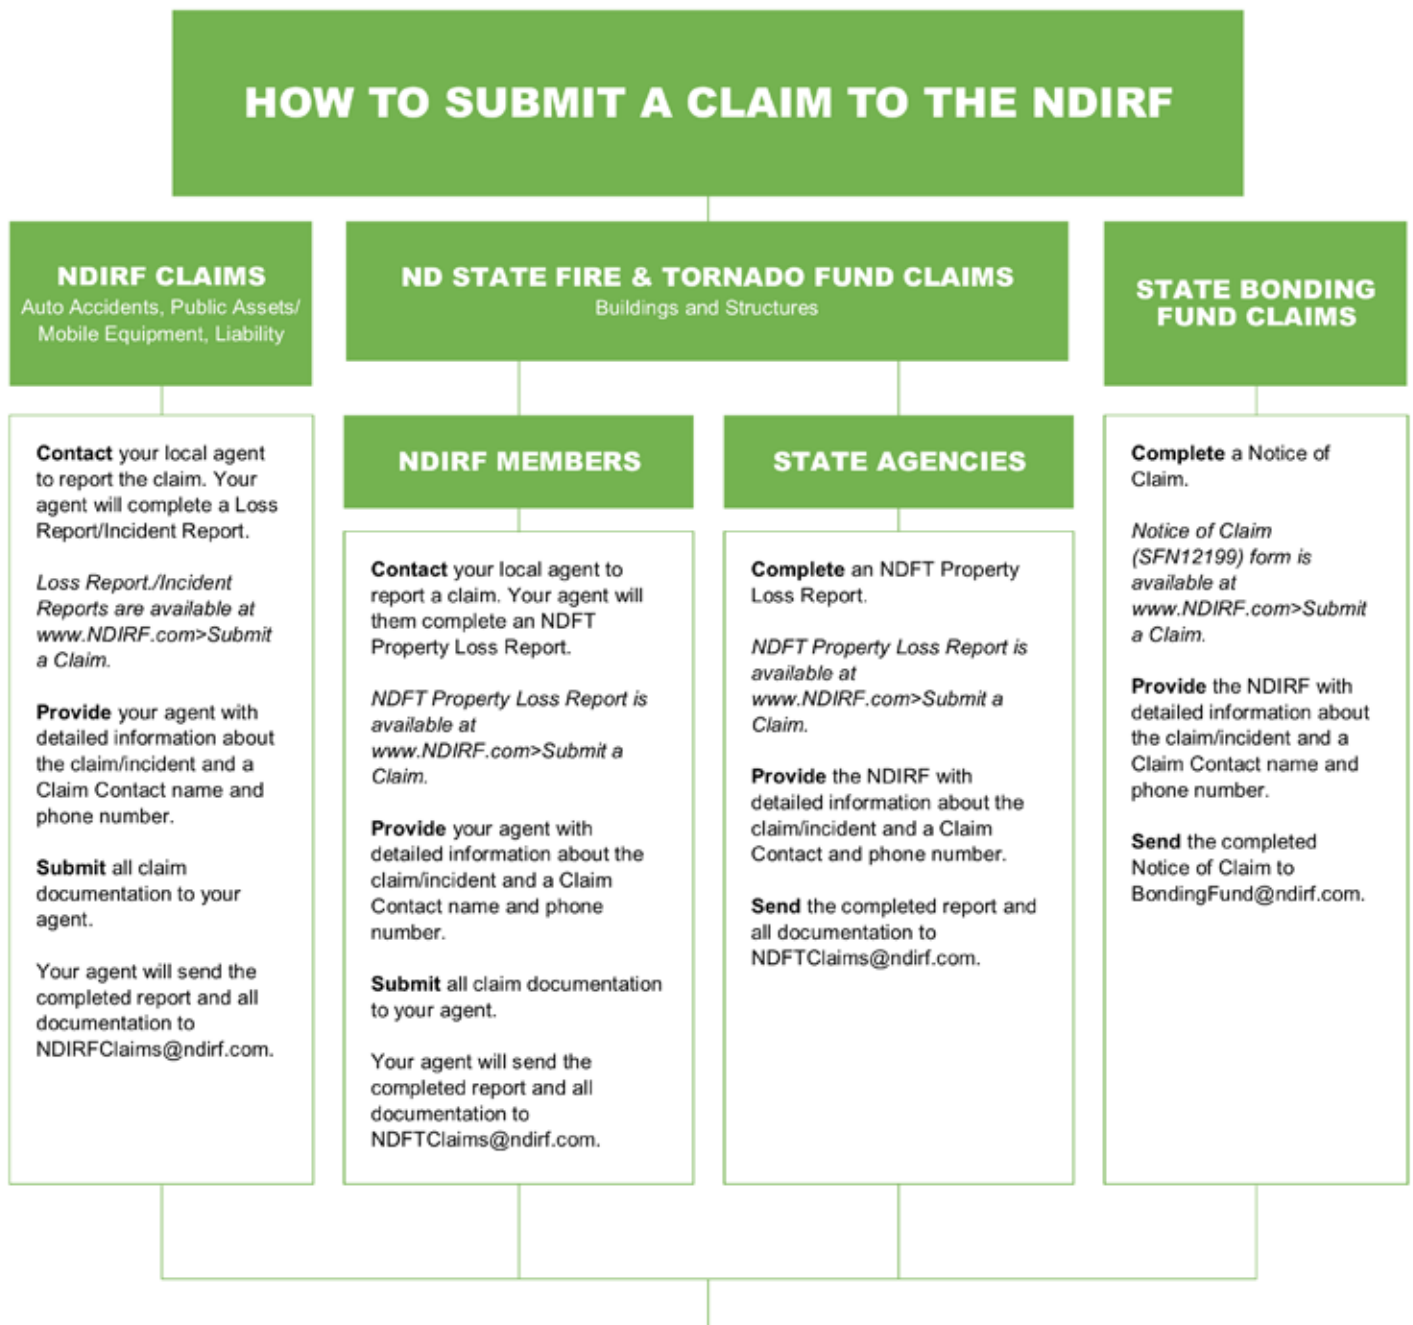 HOW TO SUBMIT A CLAIM TO THE NDIRF
NDIRF CLAIMS
Auto Accidents, Public Assets/
Mobile Equipment, Liability
Contact your local agent
to report the claim. Your
agent will complete a Loss
Report/Incident Report.
Loss Report./Incident
Reports are available at
www.NDIRF.com>Submit
a Claim.
Provide your agent with
detailed information about
the claim/incident and a
Claim Contact name and
phone number.
Submit all claim
documentation to your
agent.
Your agent will send the
completed report and all
documentation to
NDIRFClaims@ndirf.com.
ND STATE FIRE & TORNADO FUND CLAIMS
Buildings and Structures
NDIRF MEMBERS
Contact your local agent to
report a claim. Your agent will
them complete an NDFT
Property Loss Report.
NDFT Property Loss Report is
available at
www.NDIRF.com>Submit a
Claim.
Provide your agent with
detailed information about the
claim/incident and a Claim
Contact name and phone
number.
Submit all claim documentation
to your agent.
Your agent will send the
completed report and all
documentation to
NDFTClaims@ndirf.com.
STATE AGENCIES
Complete an NDFT Property
Loss Report.
NDFT Property Loss Report is
available at
www.NDIRF.com>Submit a
Claim.
Provide the NDIRF with
detailed information about the
claim/incident and a Claim
Contact and phone number.
Send the completed report and
all documentation to
NDFTClaims@ndirf.com.
STATE BONDING
FUND CLAIMS
Complete a Notice of
Claim.
Notice of Claim
(SFN12199) form is
available at
www.NDIRF.com>Submit
a Claim.
Provide the NDIRF with
detailed information about
the claim/incident and a
Claim Contact name and
phone number.
Send the completed
Notice of Claim to
BondingFund@ndirf.com.